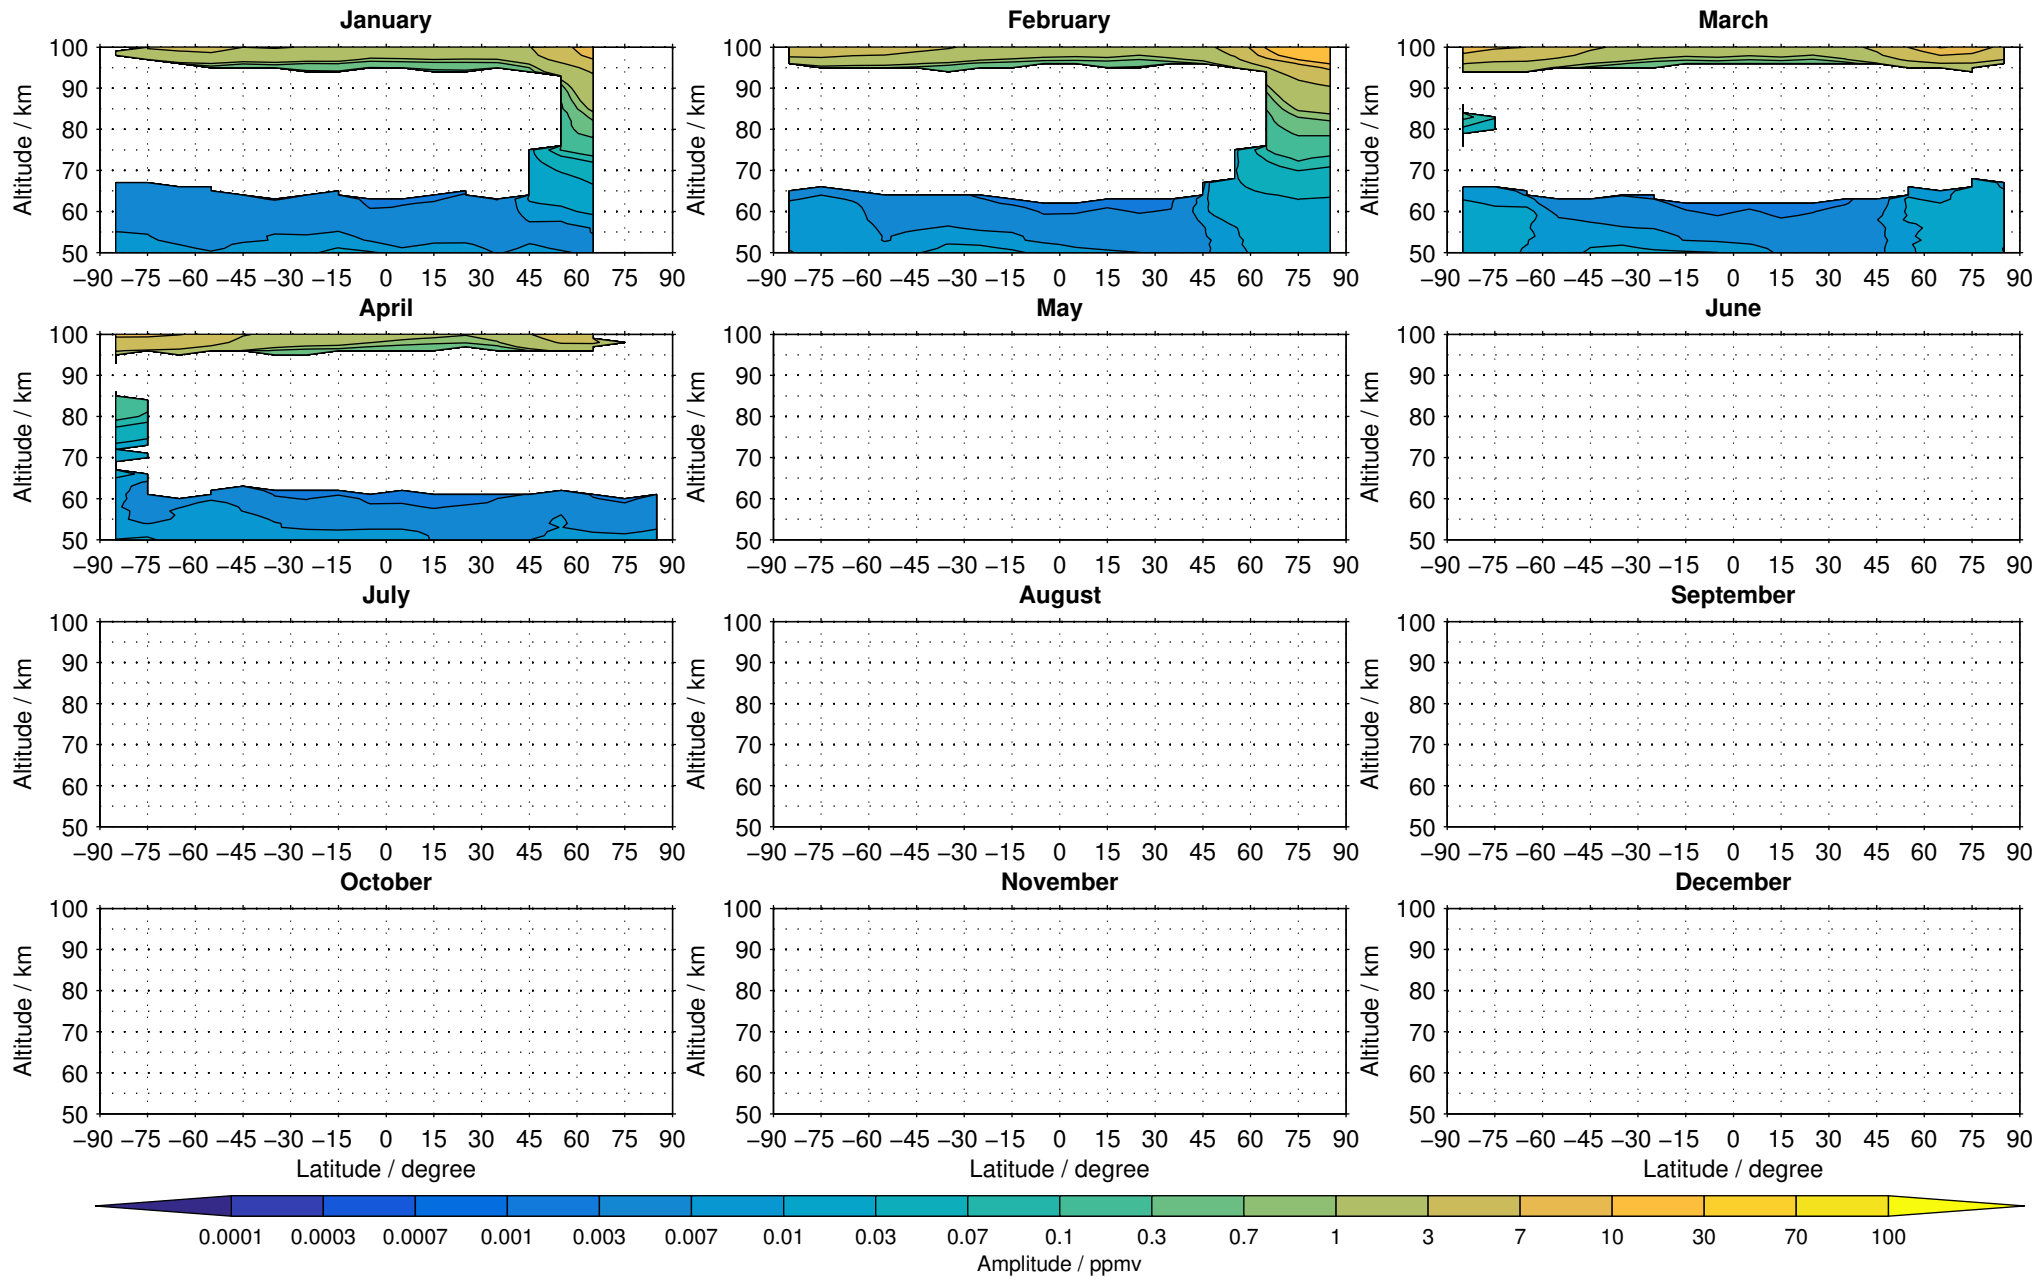 January February March
100 100 100
90 90 90
80 80 80
70 70 70
60 60 60
50 50 50
Altitude / km Altitude / km Altitude / km
−90 −75 −60 −45 −30 −15 0 15 30 45 60 75 90 −90 −75 −60 −45 −30 −15 0 15 30 45 60 75 90 −90 −75 −60 −45 −30 −15 0 15 30 45 60 75 90
April May June
100 100 100
90 90 90
80 80 80
70 70 70
60 60 60
50 50 50
Altitude / km Altitude / km Altitude / km
−90 −75 −60 −45 −30 −15 0 15 30 45 60 75 90 −90 −75 −60 −45 −30 −15 0 15 30 45 60 75 90 −90 −75 −60 −45 −30 −15 0 15 30 45 60 75 90
July August September
100 100 100
90 90 90
80 80 80
70 70 70
60 60 60
50 50 50
Altitude / km Altitude / km Altitude / km
−90 −75 −60 −45 −30 −15 0 15 30 45 60 75 90 −90 −75 −60 −45 −30 −15 0 15 30 45 60 75 90 −90 −75 −60 −45 −30 −15 0 15 30 45 60 75 90
October November December
100 100 100
90 90 90
80 80 80
70 70 70
60 60 60
50 50 50
Altitude / km Altitude / km Altitude / km
−90 −75 −60 −45 −30 −15 0 15 30 45 60 75 90 −90 −75 −60 −45 −30 −15 0 15 30 45 60 75 90 −90 −75 −60 −45 −30 −15 0 15 30 45 60 75 90
Latitude / degree Latitude / degree Latitude / degree
0.0001 0.0003 0.0007 0.001 0.003 0.007 0.01 0.03 0.07 0.1 0.3 0.7 1 3 7 10 30 70 100
Amplitude / ppmv